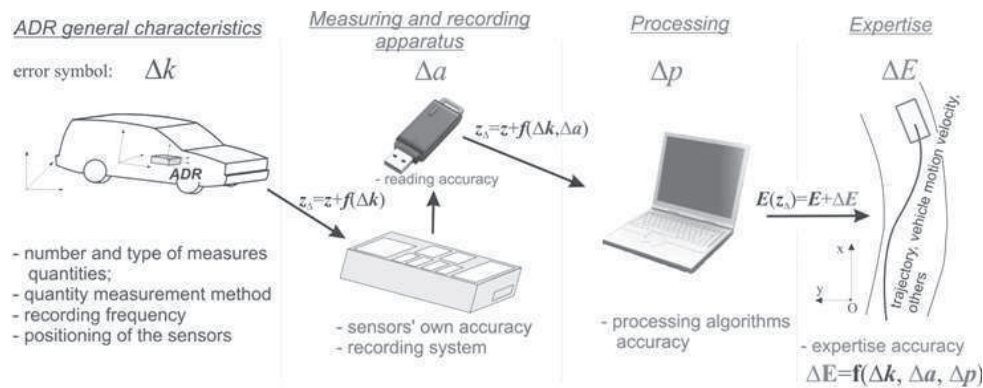 ADR general characteristics
error symbol: Δk
ADR
- number and type of measures
quantities;
- quantity measurement method
- recording frequency
- positioning of the sensors
z_Δ=z+f(Δk)
Measuring and recording
apparatus
Δa
- reading accuracy
- sensors' own accuracy
- recording system
z_Δ=z+f(Δk,Δa)
Processing
Δp
- processing algorithms
accuracy
E(z_Δ)=E+ΔE
Expertise
ΔE
trajectory, vehicle motion velocity,
others
x
y
O
- expertise accuracy
ΔE=f(Δk, Δa, Δp)